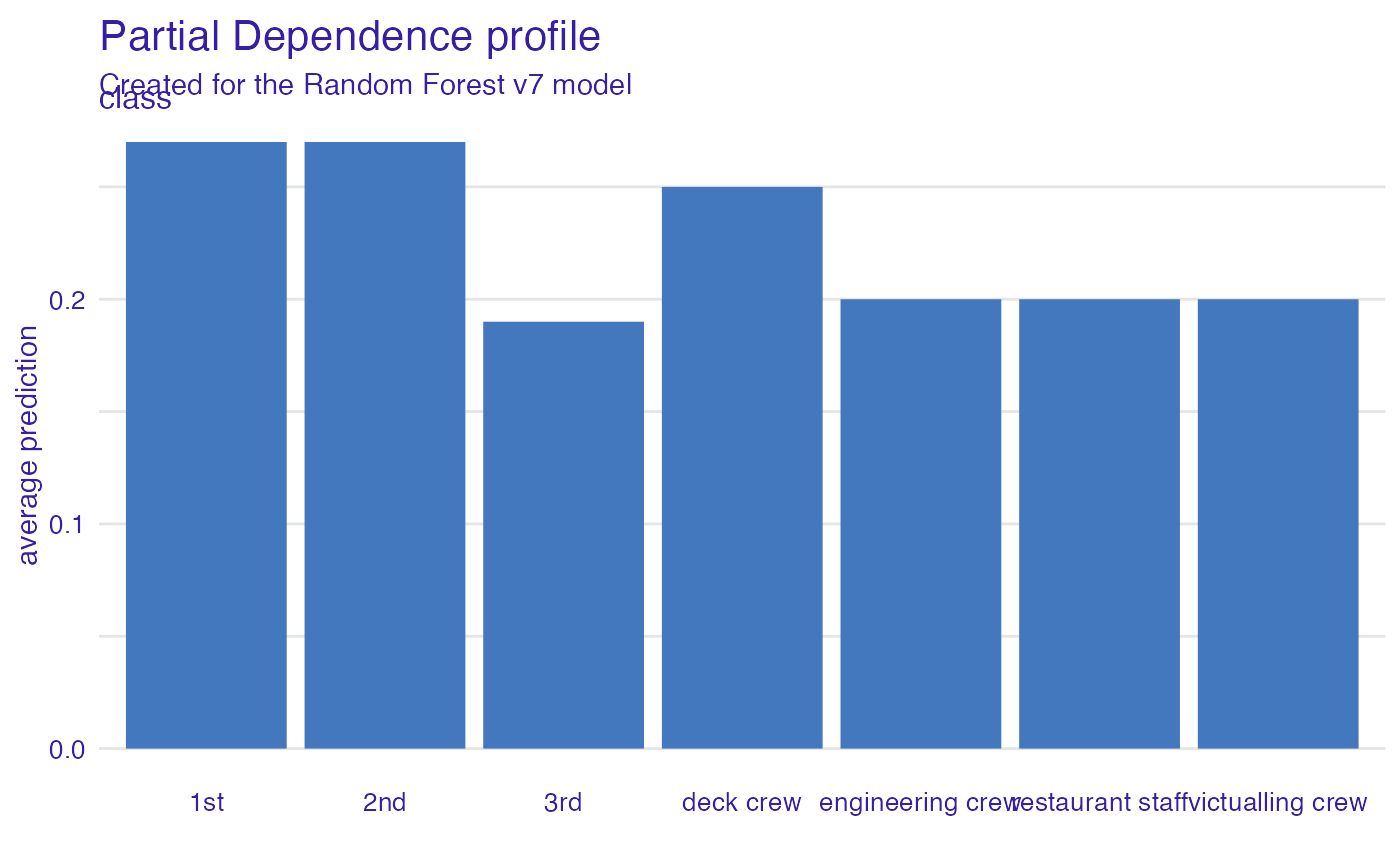 Partial Dependence profile
Created for the Random Forest v7 model
class
average prediction
0.2
0.1
0.0
1st 2nd 3rd deck crew engineering crew restaurant staff victualling crew